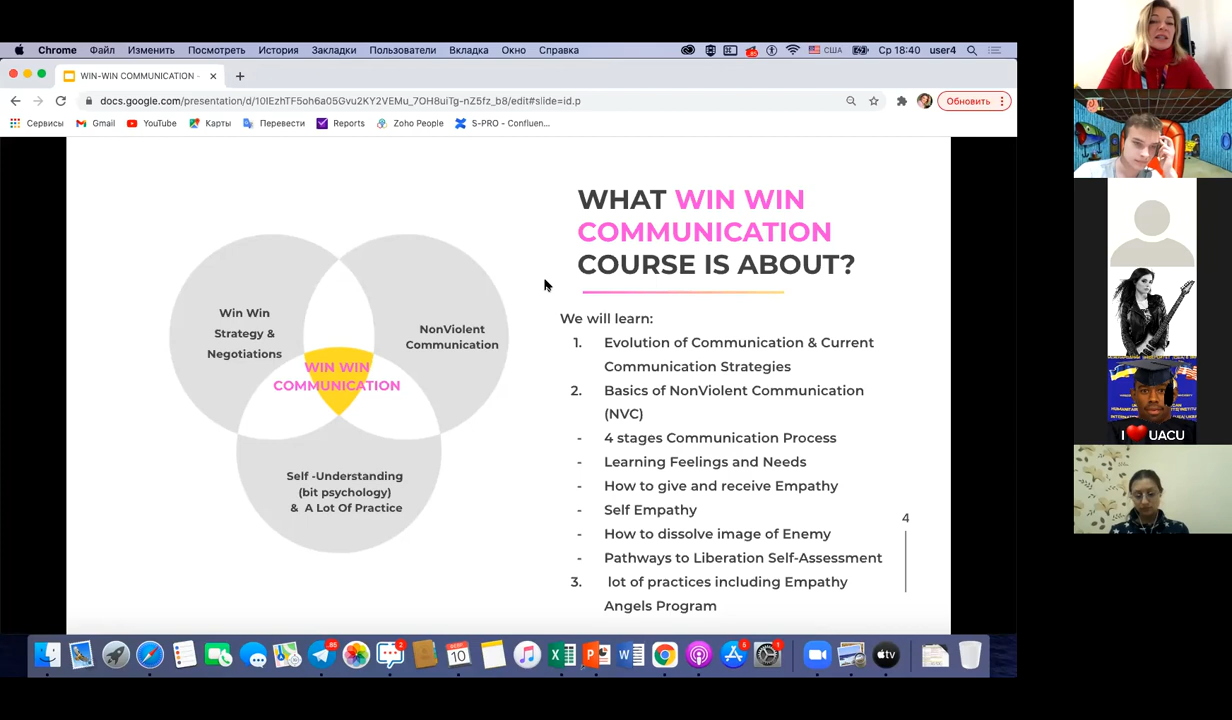 Chrome Файл Изменить Посмотреть История Закладки Пользователи Вкладка Окно Справка
США Ср 18:40 user4
WIN-WIN COMMUNICATION -
docs.google.com/presentation/d/10IEzhTF5oh6a05Gvu2KY2VEMu_7OH8uiTg-nZ5fz_b8/edit#slide=id.p
Обновить
Сервисы Gmail YouTube Карты Перевести Reports Zoho People S-PRO - Confluen...
WHAT WIN WIN
COMMUNICATION
COURSE IS ABOUT?
Win Win
Strategy &
Negotiations
NonViolent
Communication
WIN WIN
COMMUNICATION
Self -Understanding
(bit psychology)
& A Lot Of Practice
We will learn:
1. Evolution of Communication & Current
Communication Strategies
2. Basics of NonViolent Communication
(NVC)
- 4 stages Communication Process
- Learning Feelings and Needs
- How to give and receive Empathy
- Self Empathy
- How to dissolve image of Enemy
- Pathways to Liberation Self-Assessment
3. lot of practices including Empathy
Angels Program
4
I ❤ UACU
10
tv